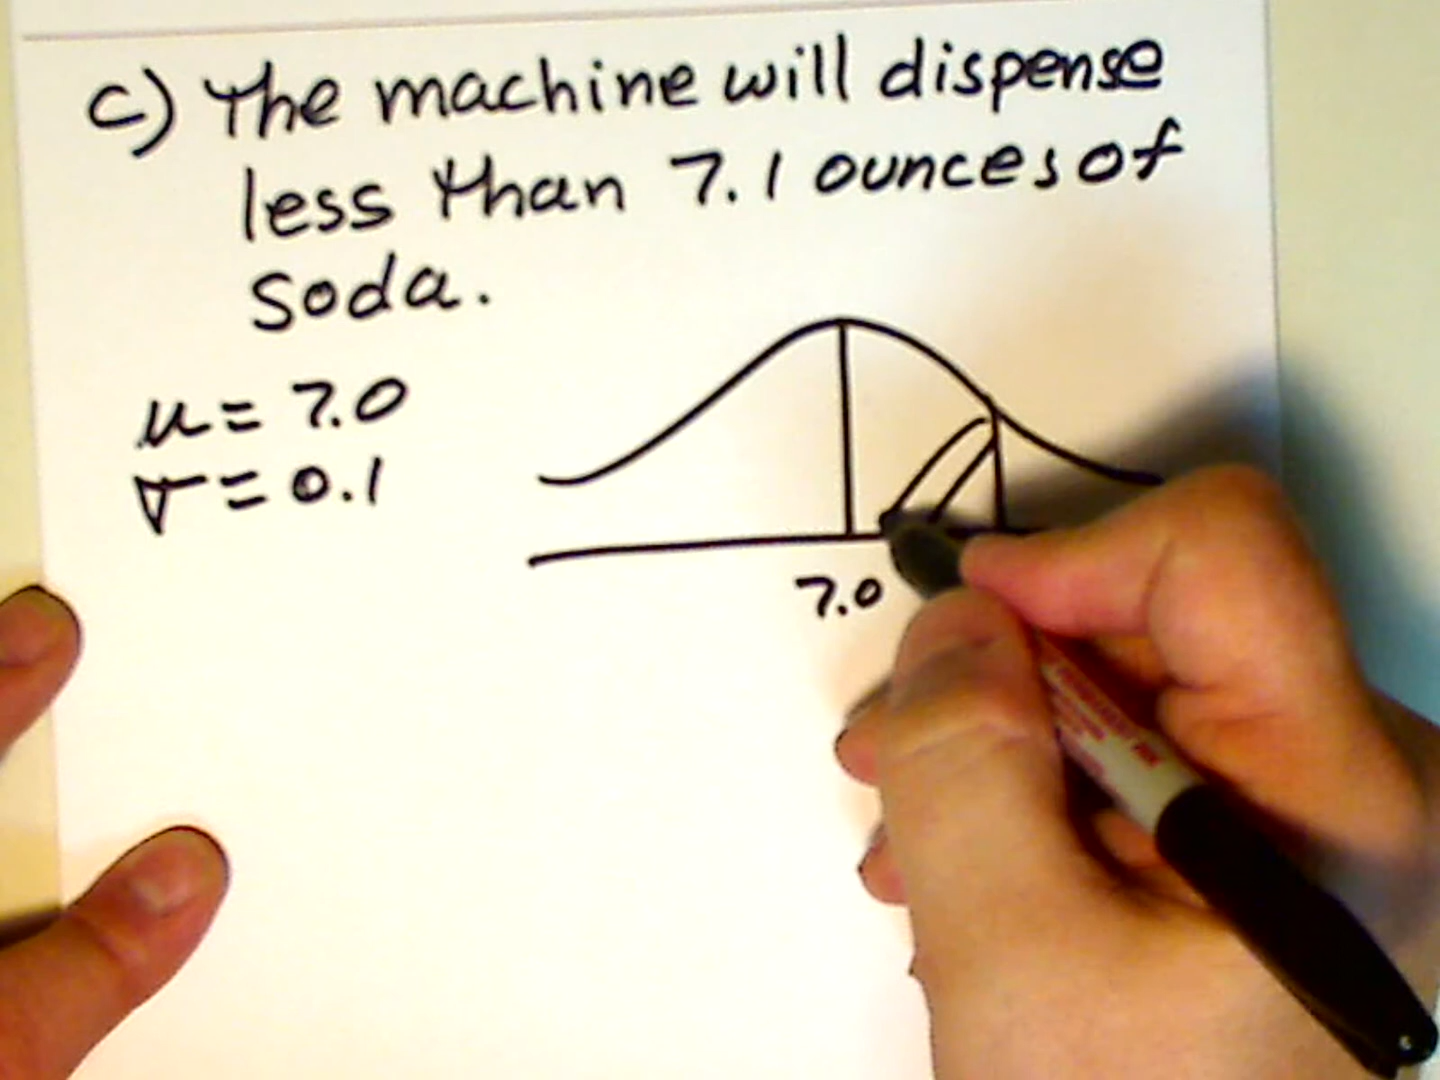 c) The machine will dispense
less than 7.1 ounces of
soda.
μ = 7.0
σ = 0.1
7.0